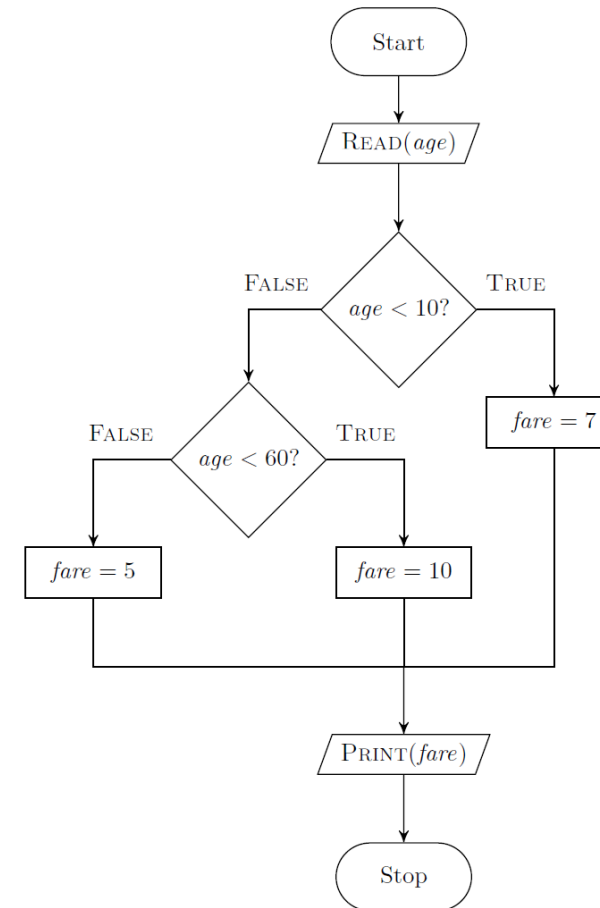 Start
READ(age)
FALSE
TRUE
age < 10?
fare = 7
FALSE
TRUE
age < 60?
fare = 5
fare = 10
PRINT(fare)
Stop